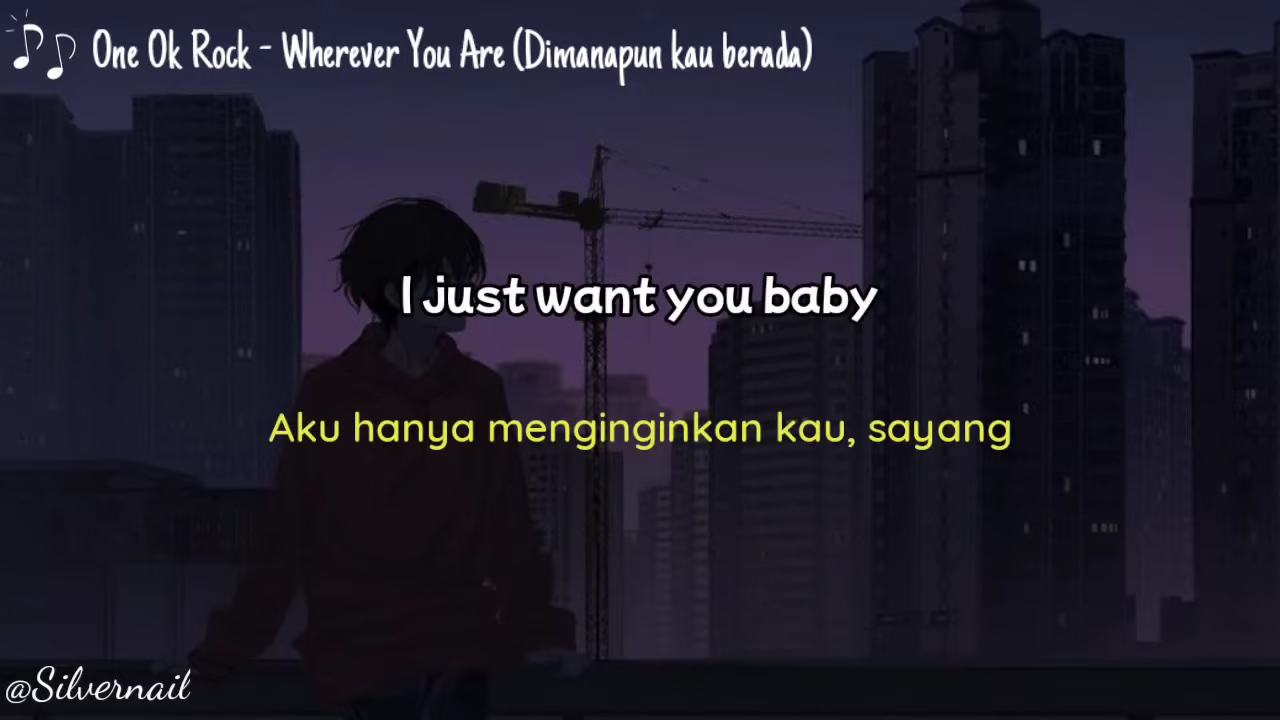 One Ok Rock - Wherever You Are (Dimanapun kau berada)
I just want you baby
Aku hanya menginginkan kau, sayang
@Silvernail